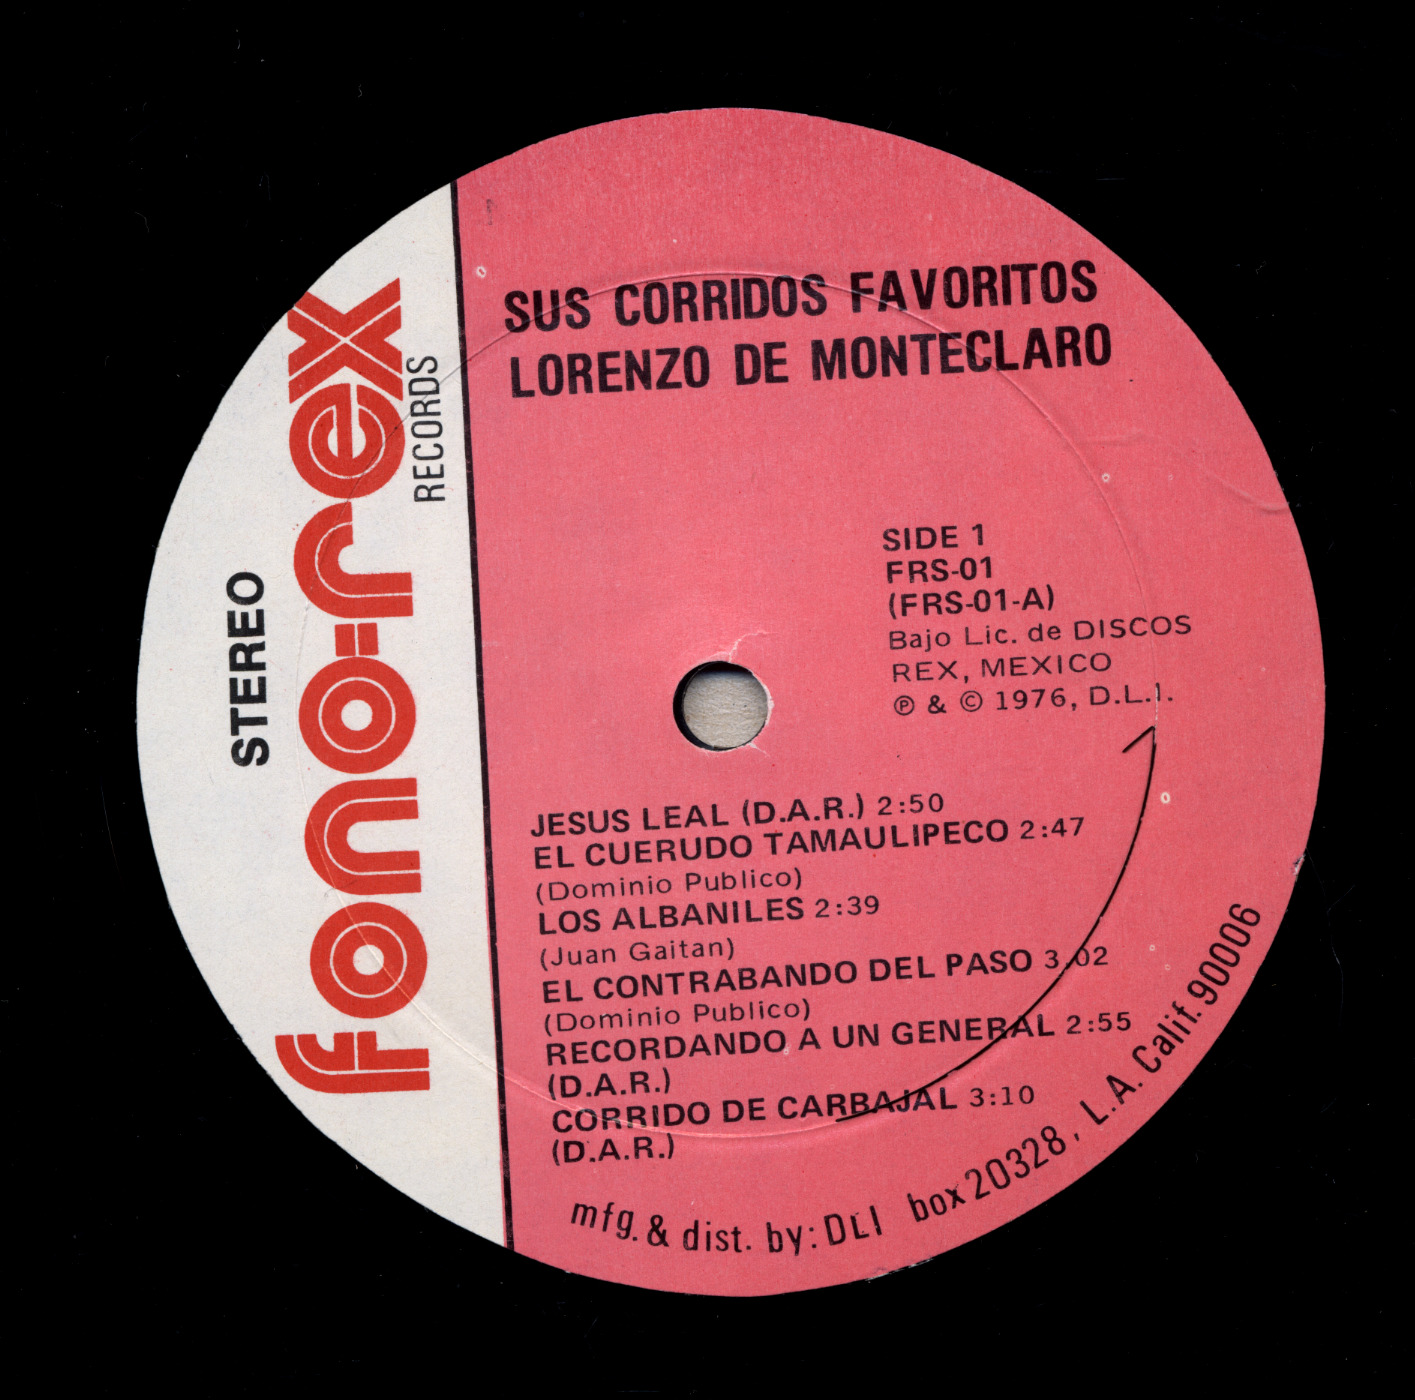 STEREO
fono-rex
RECORDS
SUS CORRIDOS FAVORITOS
LORENZO DE MONTECLARO
SIDE 1
FRS-01
(FRS-01-A)
Bajo Lic. de DISCOS
REX, MEXICO
℗ & © 1976, D.L.I.
JESUS LEAL (D.A.R.) 2:50
EL CUERUDO TAMAULIPECO 2:47
(Dominio Publico)
LOS ALBANILES 2:39
(Juan Gaitan)
EL CONTRABANDO DEL PASO 3:02
(Dominio Publico)
RECORDANDO A UN GENERAL 2:55
(D.A.R.)
CORRIDO DE CARBAJAL 3:10
(D.A.R.)
mfg. & dist. by: DLI box 20328, L.A. Calif. 90006